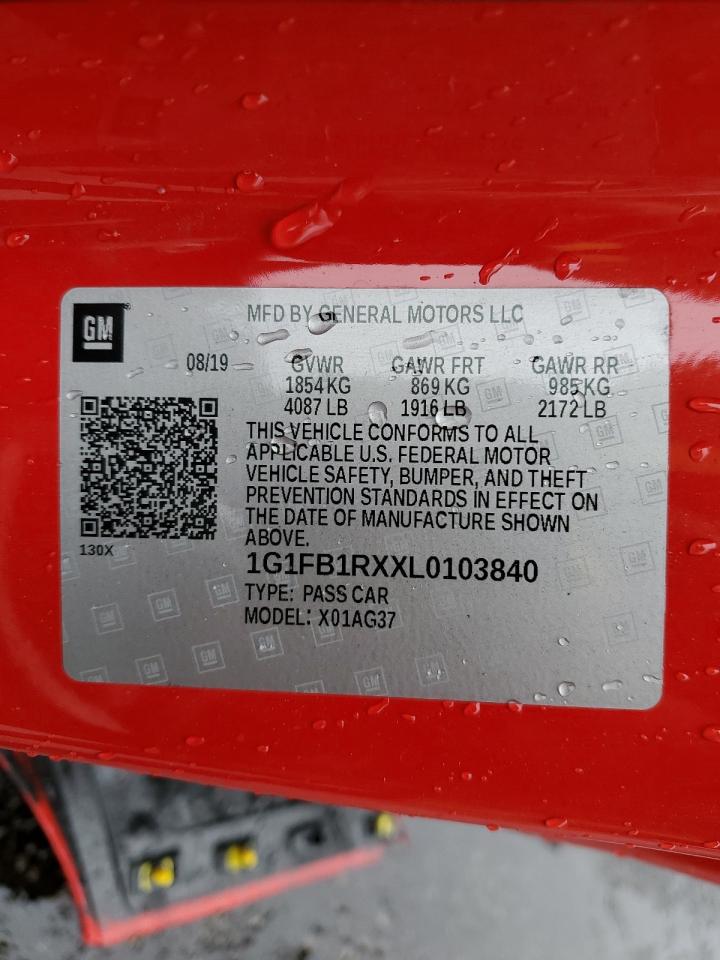 GM
MFD BY GENERAL MOTORS LLC
08/19 GVWR GAWR FRT GAWR RR
1854 KG 869 KG 985 KG
4087 LB 1916 LB 2172 LB
THIS VEHICLE CONFORMS TO ALL
APPLICABLE U.S. FEDERAL MOTOR
VEHICLE SAFETY, BUMPER, AND THEFT
PREVENTION STANDARDS IN EFFECT ON
THE DATE OF MANUFACTURE SHOWN
ABOVE.
130X
1G1FB1RXXL0103840
TYPE: PASS CAR
MODEL: X01AG37